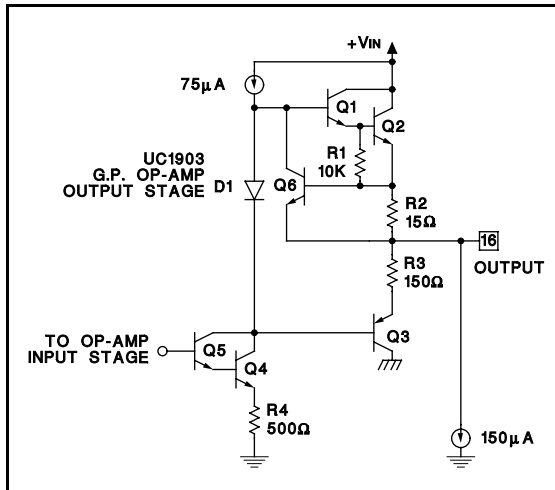 +VIN
75µA
Q1
Q2
UC1903
G.P. OP-AMP
OUTPUT STAGE
D1
Q6
R1
10K
R2
15Ω
16
OUTPUT
R3
150Ω
TO OP-AMP
INPUT STAGE
Q5
Q4
Q3
R4
500Ω
150µA